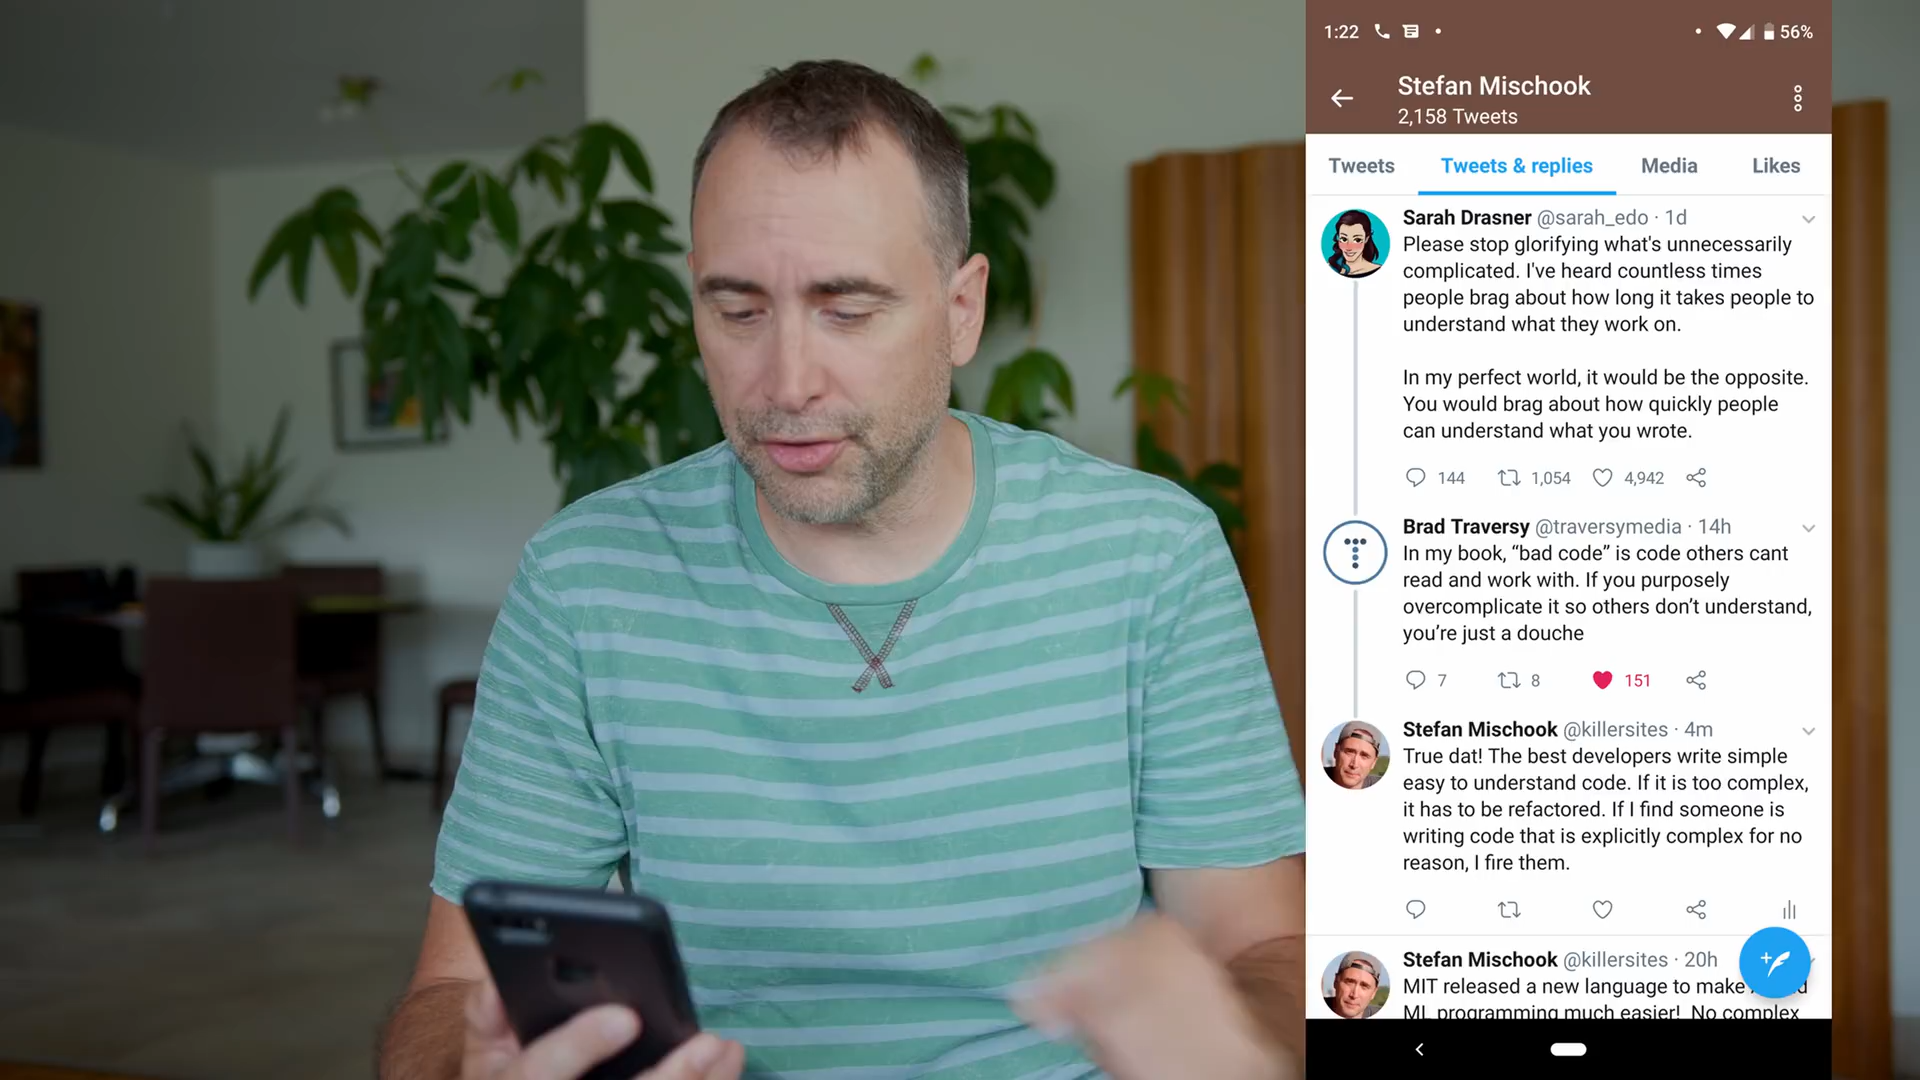 1:22
56%
Stefan Mischook
2,158 Tweets
Tweets Tweets & replies Media Likes
Sarah Drasner @sarah_edo · 1d
Please stop glorifying what's unnecessarily
complicated. I've heard countless times
people brag about how long it takes people to
understand what they work on.
In my perfect world, it would be the opposite.
You would brag about how quickly people
can understand what you wrote.
144 1,054 4,942
Brad Traversy @traversymedia · 14h
In my book, “bad code” is code others cant
read and work with. If you purposely
overcomplicate it so others don’t understand,
you’re just a douche
7 8 151
Stefan Mischook @killersites · 4m
True dat! The best developers write simple
easy to understand code. If it is too complex,
it has to be refactored. If I find someone is
writing code that is explicitly complex for no
reason, I fire them.
Stefan Mischook @killersites · 20h
MIT released a new language to make
ML programming much easier! No complex